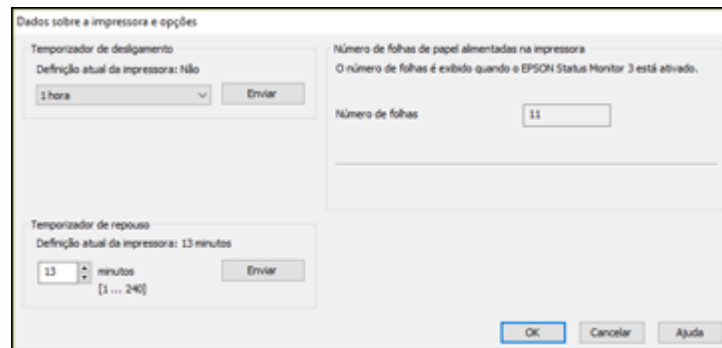 Dados sobre a impressora e opções
Temporizador de desligamento
Definição atual da impressora: Não
1 hora
Enviar
Número de folhas de papel alimentadas na impressora
O número de folhas é exibido quando o EPSON Status Monitor 3 está ativado.
Número de folhas
11
Temporizador de repouso
Definição atual da impressora: 13 minutos
13
minutos
[1 ... 240]
Enviar
OK
Cancelar
Ajuda